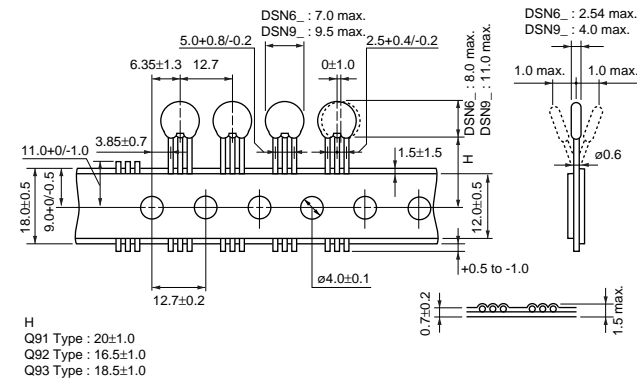 DSN6_ : 7.0 max.
DSN9_ : 9.5 max.
DSN6_ : 2.54 max.
DSN9_ : 4.0 max.
5.0+0.8/-0.2
2.5+0.4/-0.2
6.35±1.3
12.7
0±1.0
DSN6_ : 8.0 max.
DSN9_ : 11.0 max.
1.0 max.
1.0 max.
3.85±0.7
11.0+0/-1.0
H
1.5±1.5
ø0.6
18.0±0.5
9.0+0/-0.5
12.0±0.5
ø4.0±0.1
+0.5 to -1.0
12.7±0.2
0.7±0.2
1.5 max.
H
Q91 Type : 20±1.0
Q92 Type : 16.5±1.0
Q93 Type : 18.5±1.0